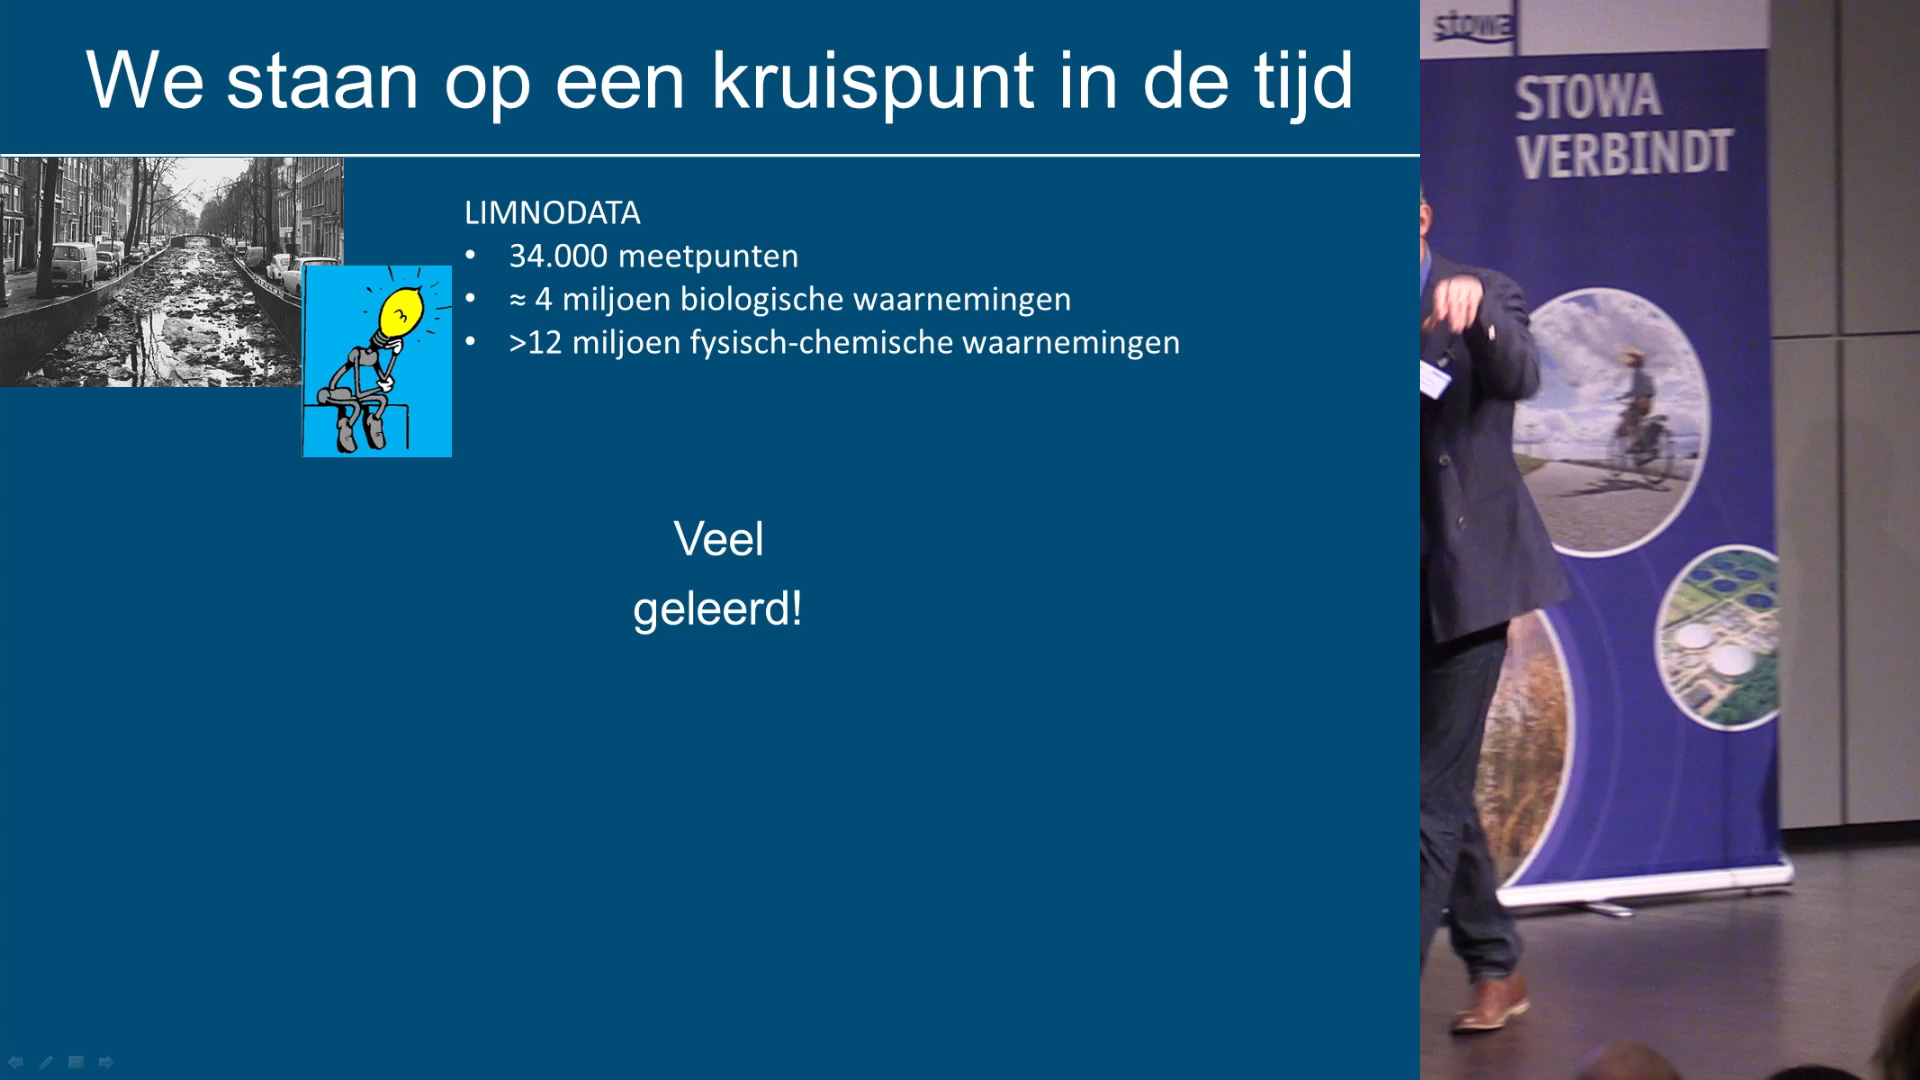 We staan op een kruispunt in de tijd
LIMNODATA
• 34.000 meetpunten
• ≈ 4 miljoen biologische waarnemingen
• >12 miljoen fysisch-chemische waarnemingen
Veel
geleerd!
stowa
STOWA
VERBINDT